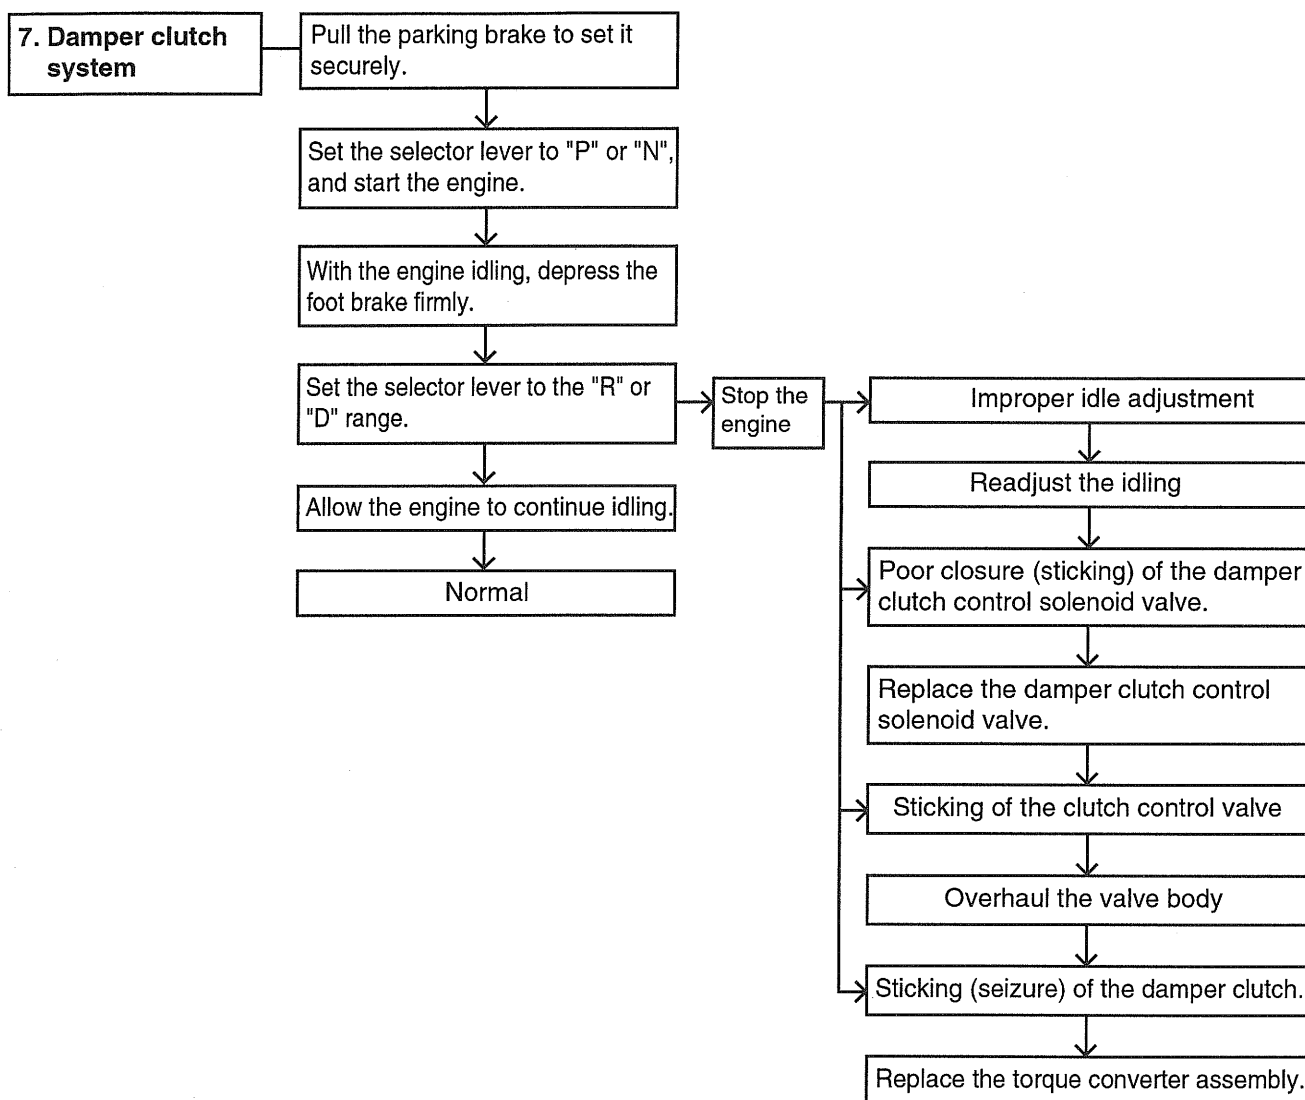 7. Damper clutch
system
Pull the parking brake to set it
securely.
Set the selector lever to "P" or "N",
and start the engine.
With the engine idling, depress the
foot brake firmly.
Set the selector lever to the "R" or
"D" range.
Allow the engine to continue idling.
Normal
Stop the
engine
Improper idle adjustment
Readjust the idling
Poor closure (sticking) of the damper
clutch control solenoid valve.
Replace the damper clutch control
solenoid valve.
Sticking of the clutch control valve
Overhaul the valve body
Sticking (seizure) of the damper clutch.
Replace the torque converter assembly.